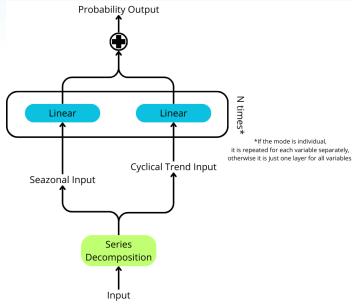 Probability Output
Linear
Linear
N times*
*If the mode is individual,
it is repeated for each variable separately,
otherwise it is just one layer for all variables
Cyclical Trend Input
Seazonal Input
Series
Decomposition
Input